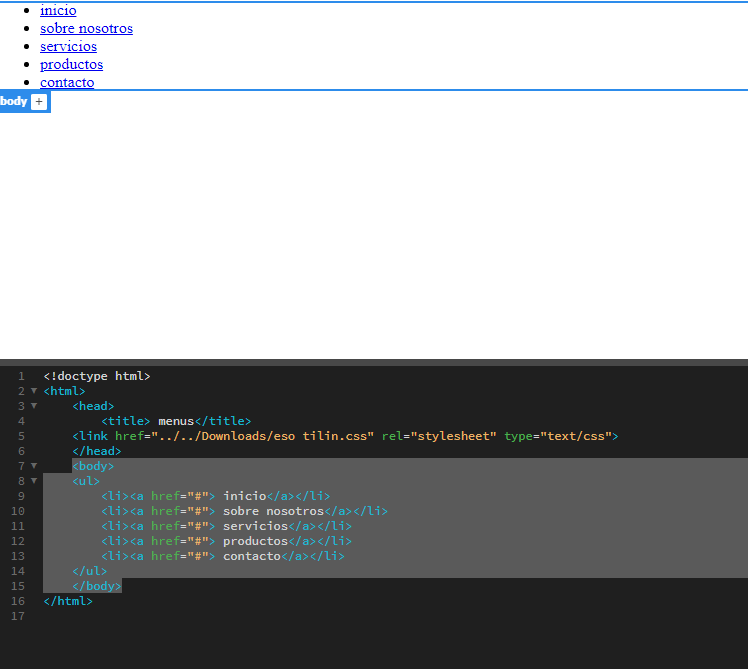 inicio
sobre nosotros
servicios
productos
contacto
body +
1 <!doctype html>
2 <html>
3 <head>
4 <title> menus</title>
5 <link href="../../Downloads/eso tilin.css" rel="stylesheet" type="text/css">
6 </head>
7 <body>
8 <ul>
9 <li><a href="#"> inicio</a></li>
10 <li><a href="#"> sobre nosotros</a></li>
11 <li><a href="#"> servicios</a></li>
12 <li><a href="#"> productos</a></li>
13 <li><a href="#"> contacto</a></li>
14 </ul>
15 </body>
16 </html>
17